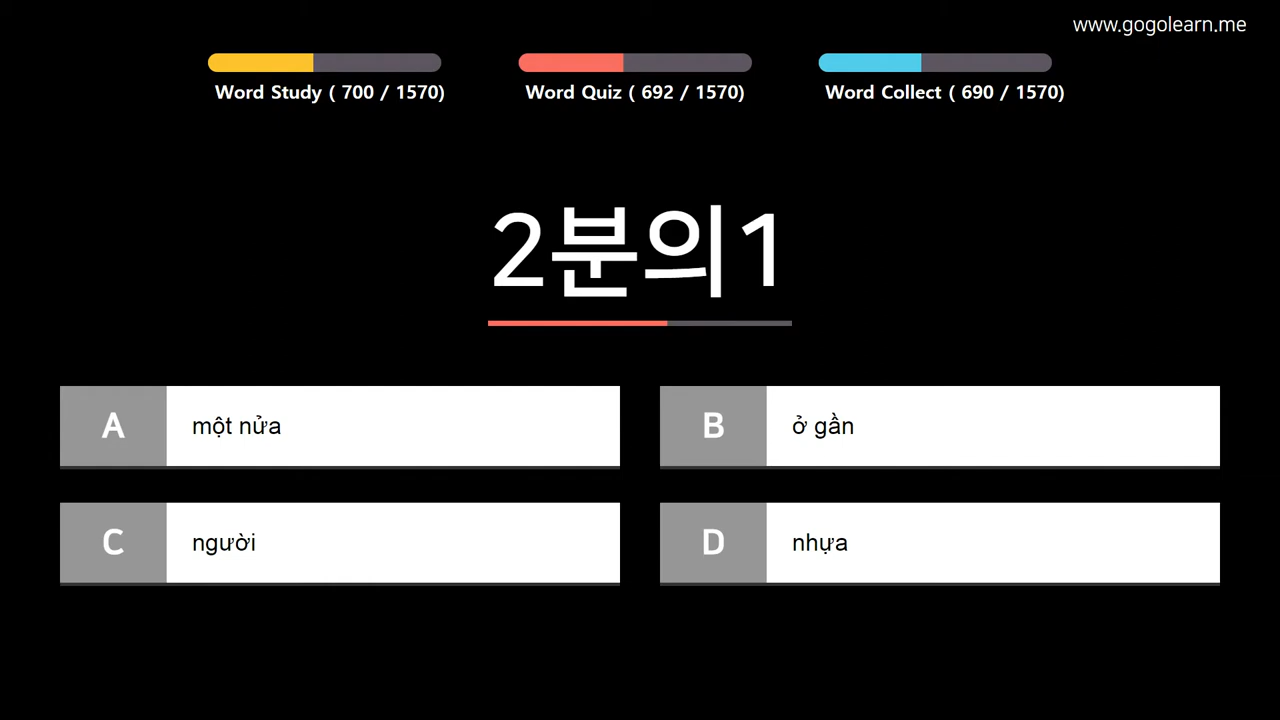 www.gogolearn.me
Word Study ( 700 / 1570)
Word Quiz ( 692 / 1570)
Word Collect ( 690 / 1570)
2분의1
A một nửa
B ở gần
C người
D nhựa